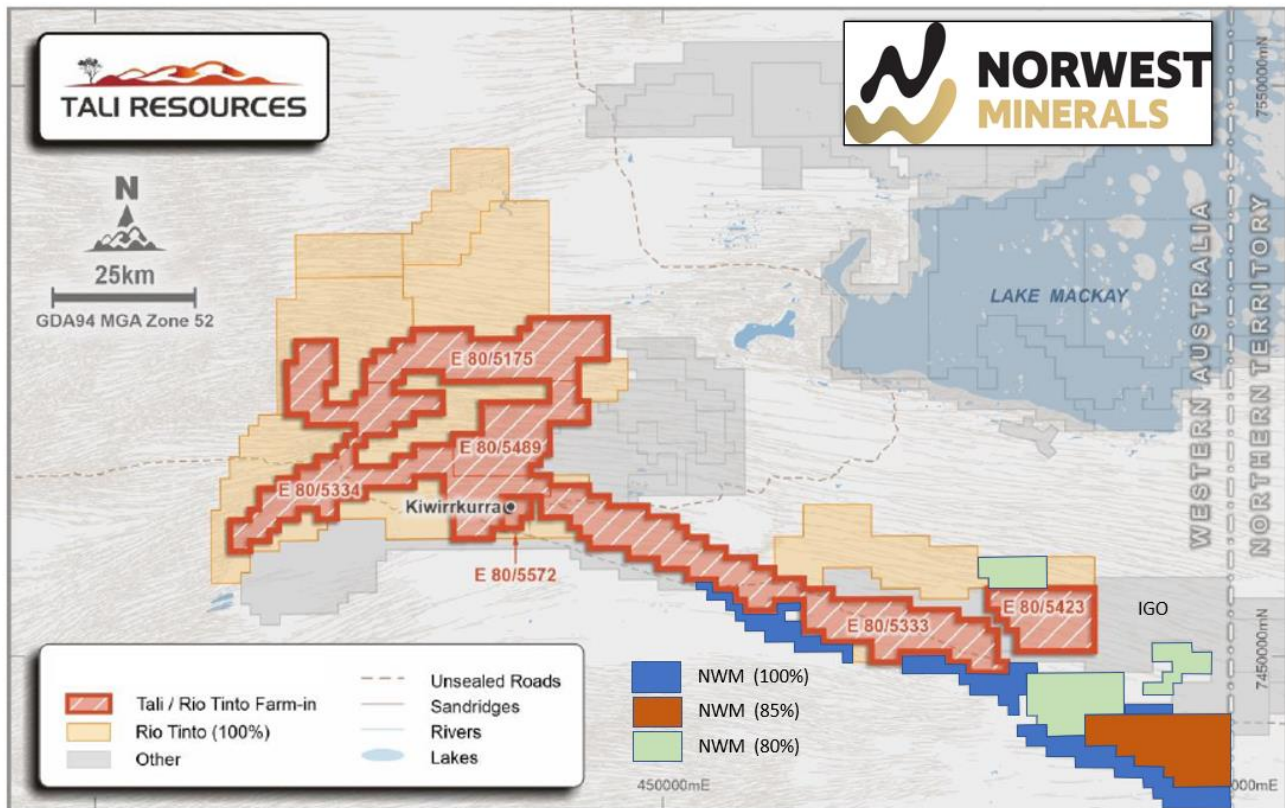 TALI RESOURCES
NORWEST
MINERALS
7550000mN
N
25km
GDA94 MGA Zone 52
WESTERN AUSTRALIA
NORTHERN TERRITORY
LAKE MACKAY
E 80/5175
E 80/5489
E 80/5334
Kiwirrkurra
E 80/5572
E 80/5423
IGO
E 80/5333
7450000mN
Tali / Rio Tinto Farm-in
Rio Tinto (100%)
Other
Unsealed Roads
Sandridges
Rivers
Lakes
NWM (100%)
NWM (85%)
NWM (80%)
450000mE